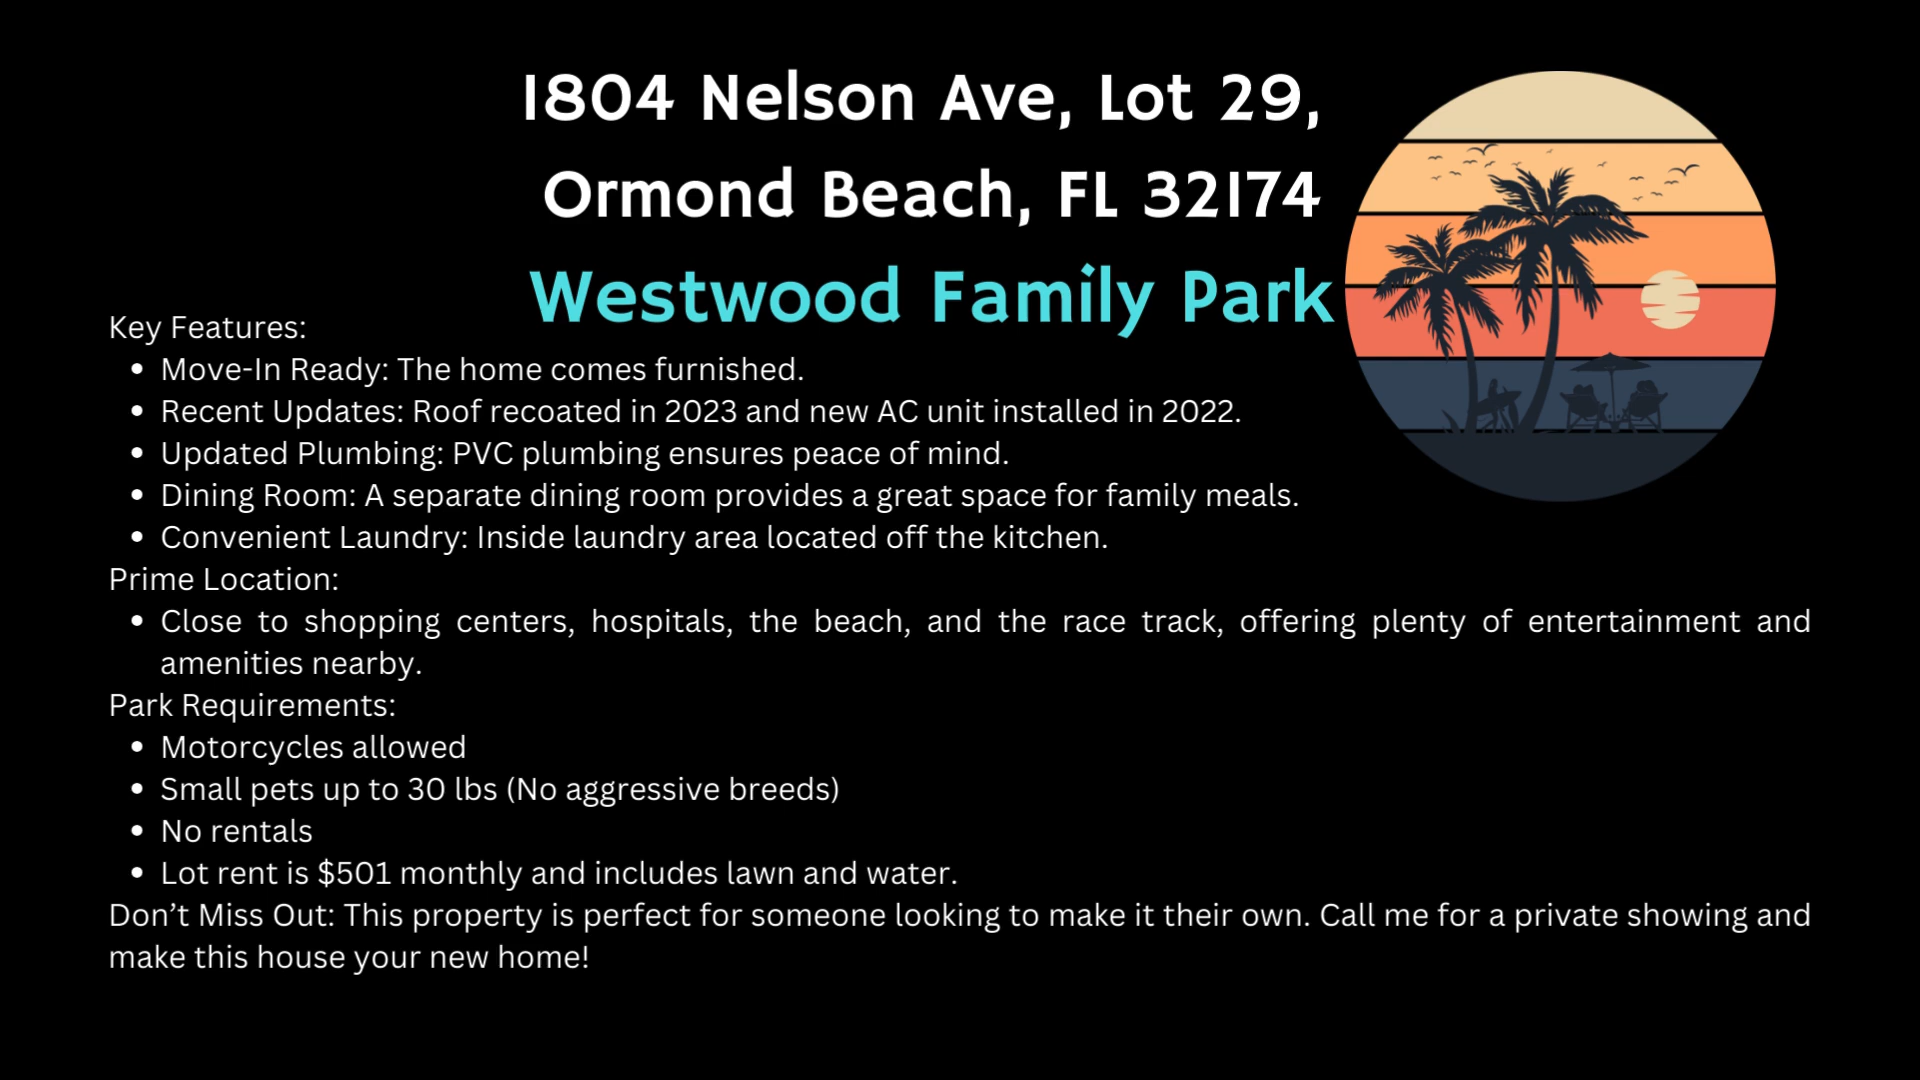 1804 Nelson Ave, Lot 29,
Ormond Beach, FL 32174
Westwood Family Park
Key Features:
• Move-In Ready: The home comes furnished.
• Recent Updates: Roof recoated in 2023 and new AC unit installed in 2022.
• Updated Plumbing: PVC plumbing ensures peace of mind.
• Dining Room: A separate dining room provides a great space for family meals.
• Convenient Laundry: Inside laundry area located off the kitchen.
Prime Location:
• Close to shopping centers, hospitals, the beach, and the race track, offering plenty of entertainment and
amenities nearby.
Park Requirements:
• Motorcycles allowed
• Small pets up to 30 lbs (No aggressive breeds)
• No rentals
• Lot rent is $501 monthly and includes lawn and water.
Don’t Miss Out: This property is perfect for someone looking to make it their own. Call me for a private showing and
make this house your new home!